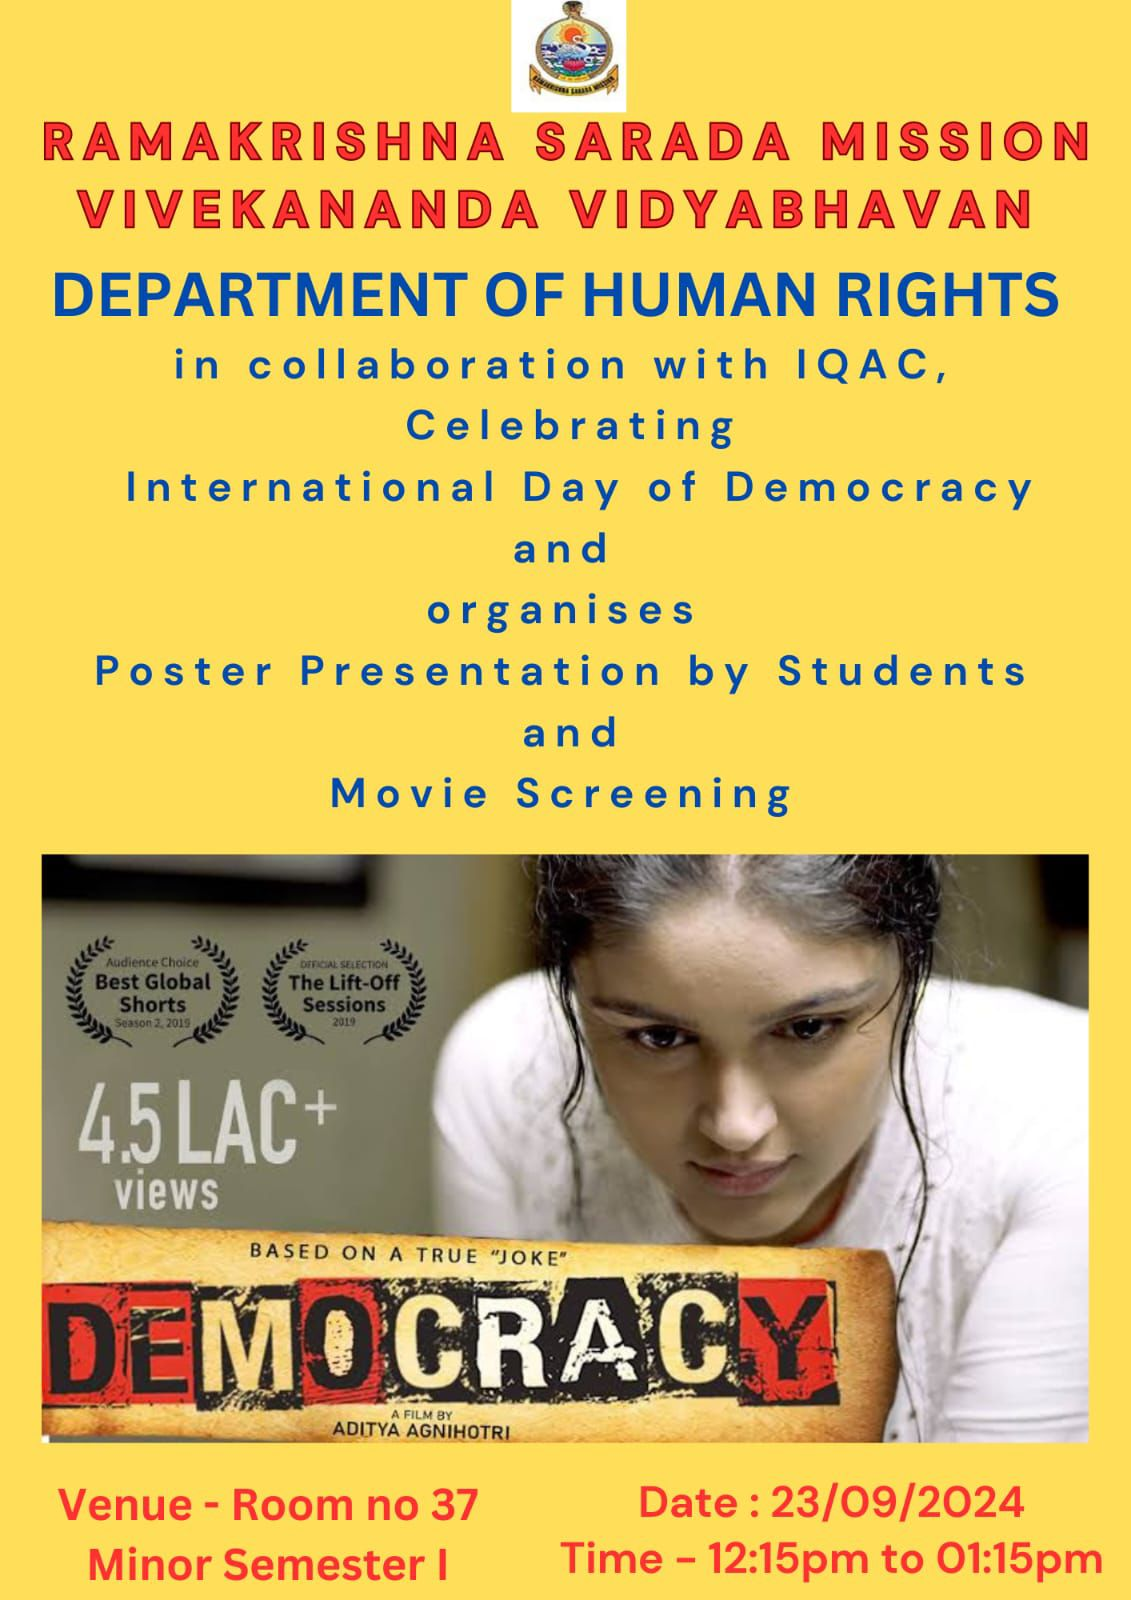 RAMAKRISHNA SARADA MISSION
RAMAKRISHNA SARADA MISSION
VIVEKANANDA VIDYABHAVAN
DEPARTMENT OF HUMAN RIGHTS
in collaboration with IQAC,
Celebrating
International Day of Democracy
and
organises
Poster Presentation by Students
and
Movie Screening
Audience Choice
Best Global
Shorts
Season 2, 2019
OFFICIAL SELECTION
The Lift-Off
Sessions
2019
4.5 LAC+
views
BASED ON A TRUE "JOKE"
DEMOCRACY
A FILM BY
ADITYA AGNIHOTRI
Venue - Room no 37
Minor Semester I
Date : 23/09/2024
Time - 12:15pm to 01:15pm